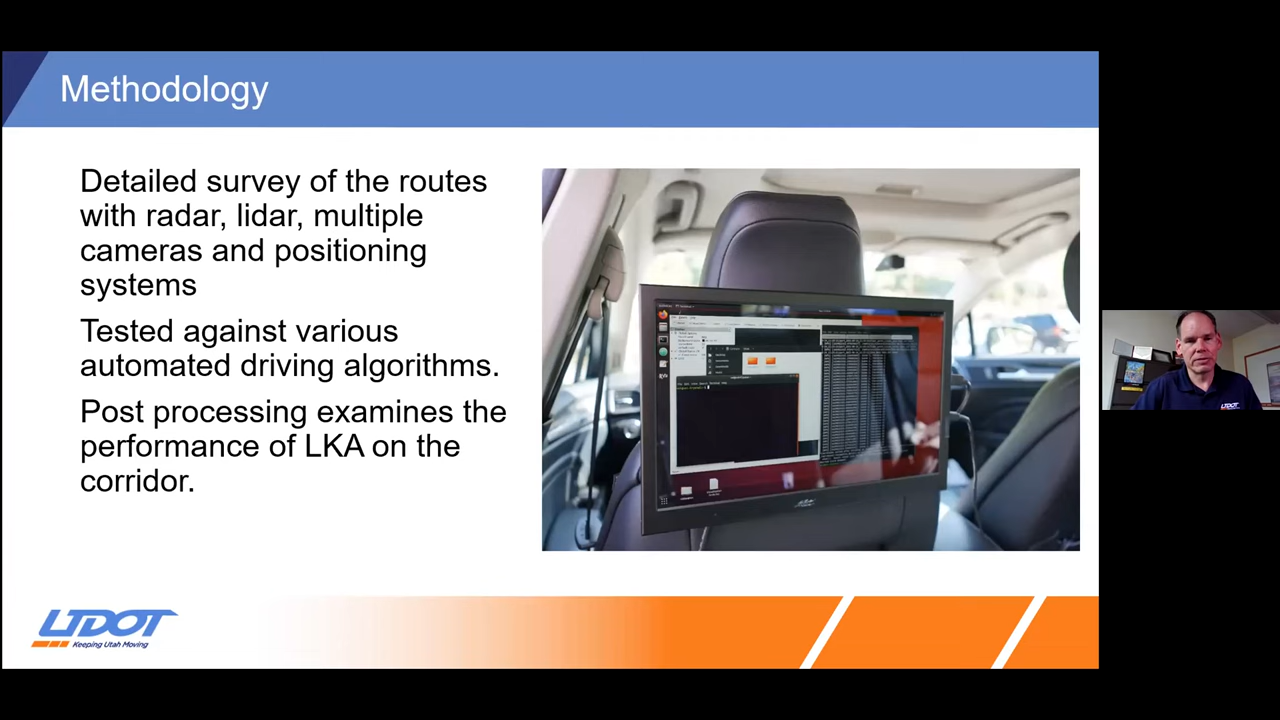 Methodology
Detailed survey of the routes
with radar, lidar, multiple
cameras and positioning
systems
Tested against various
automated driving algorithms.
Post processing examines the
performance of LKA on the
corridor.
UDOT
Keeping Utah Moving
UDOT